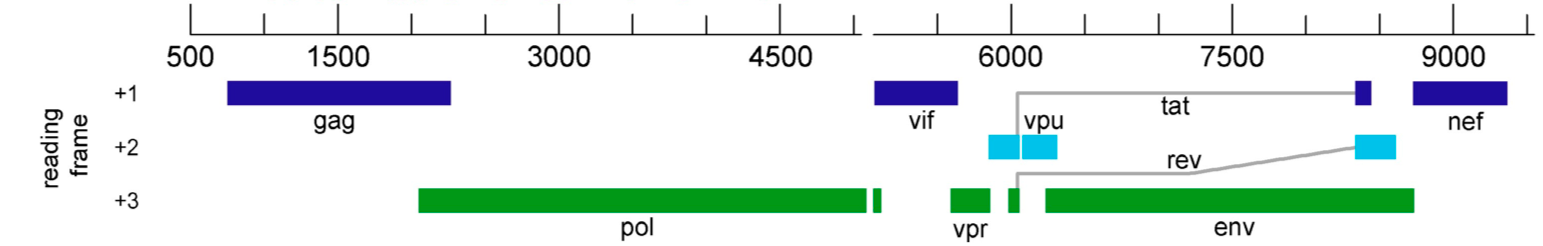 500 1500 3000 4500 6000 7500 9000
reading
frame
+1
gag
vif
tat
nef
+2
vpu
rev
+3
pol
vpr
env